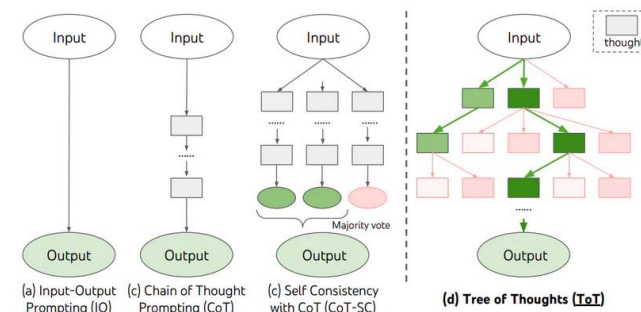 Input
Input
Input
Input
thought
......
......
......
......
......
......
......
......
Majority vote
Output
Output
Output
Output
(a) Input-Output
Prompting (IO)
(c) Chain of Thought
Prompting (CoT)
(c) Self Consistency
with CoT (CoT-SC)
(d) Tree of Thoughts (ToT)